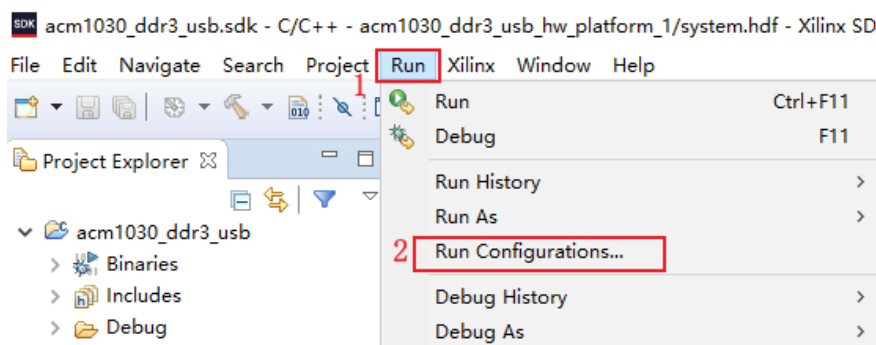 SDK acm1030_ddr3_usb.sdk - C/C++ - acm1030_ddr3_usb_hw_platform_1/system.hdf - Xilinx SD
File Edit Navigate Search Project Run Xilinx Window Help
1
010
Run Ctrl+F11
Debug F11
Project Explorer
Run History
Run As
acm1030_ddr3_usb
2 Run Configurations...
Binaries
Includes
Debug History
Debug
Debug As